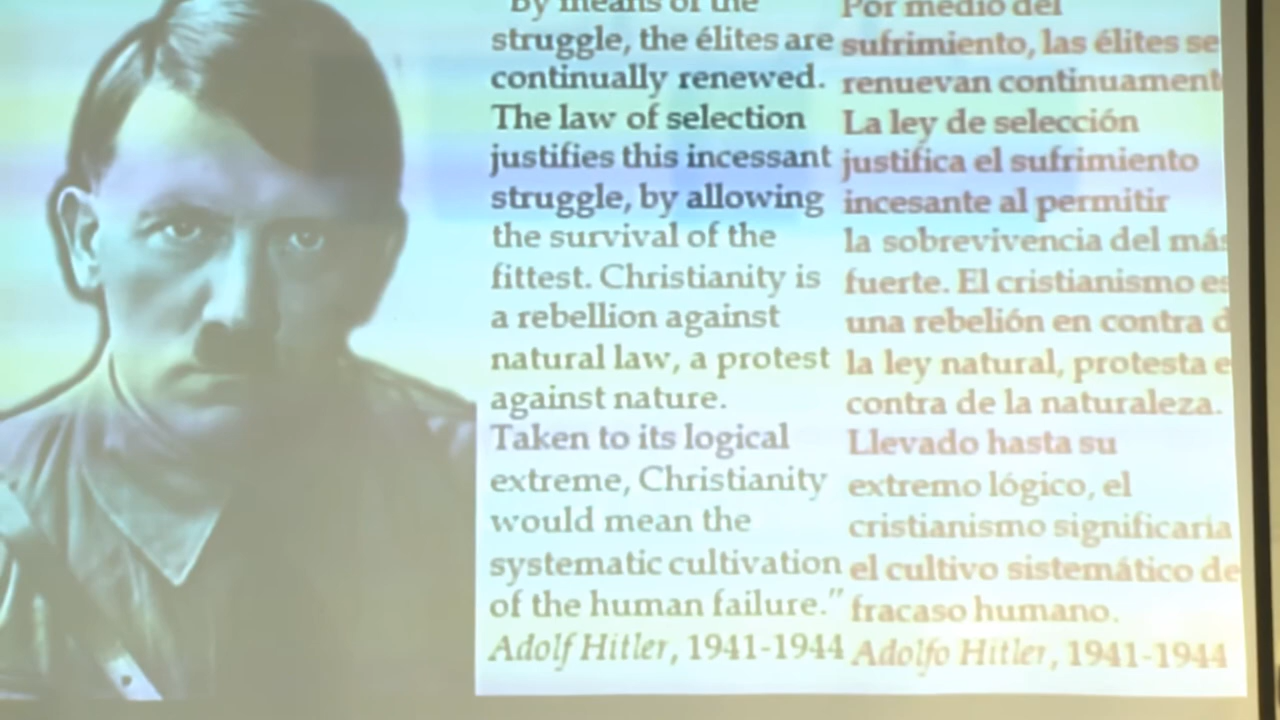 "By means of the
struggle, the élites are
continually renewed.
The law of selection
justifies this incessant
struggle, by allowing
the survival of the
fittest. Christianity is
a rebellion against
natural law, a protest
against nature.
Taken to its logical
extreme, Christianity
would mean the
systematic cultivation
of the human failure."
Adolf Hitler, 1941-1944
Por medio del
sufrimiento, las élites se
renuevan continuament
La ley de selección
justifica el sufrimiento
incesante al permitir
la sobrevivencia del más
fuerte. El cristianismo es
una rebelión en contra d
la ley natural, protesta e
contra de la naturaleza.
Llevado hasta su
extremo lógico, el
cristianismo significaría
el cultivo sistemático de
fracaso humano.
Adolfo Hitler, 1941-1944